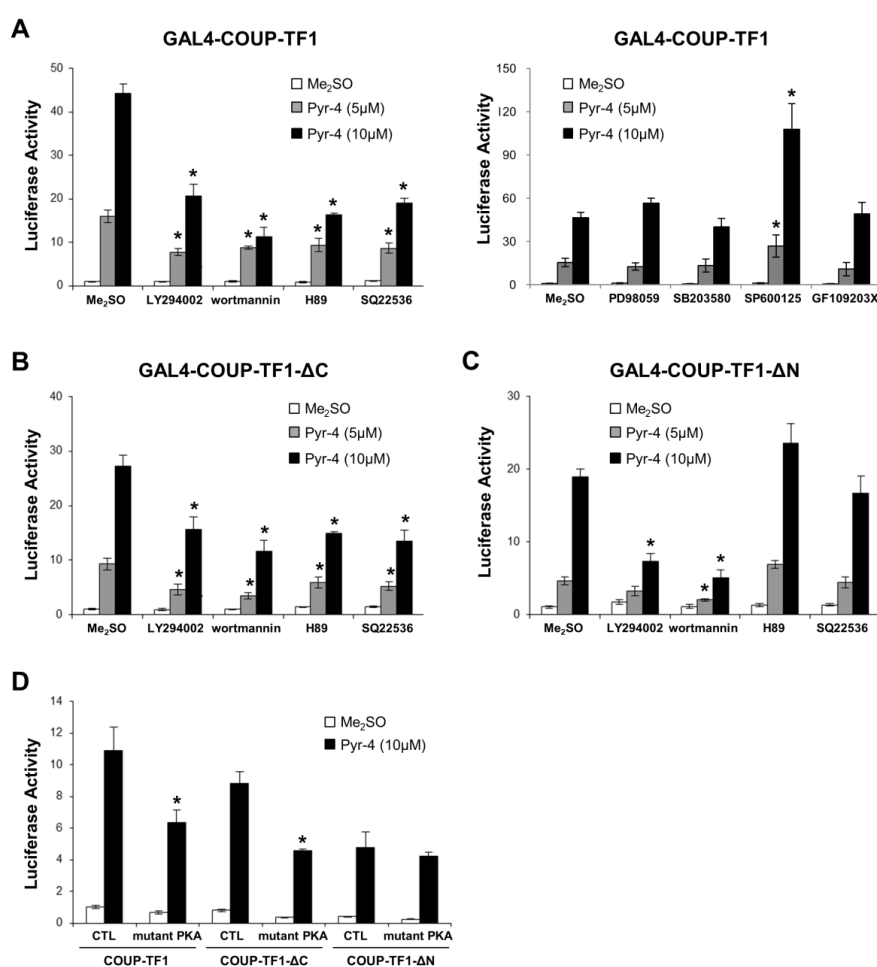 A
GAL4-COUP-TF1
Luciferase Activity
50
40
30
20
10
0
Me₂SO
Pyr-4 (5µM)
Pyr-4 (10µM)
* * * * * * * *
Me₂SO LY294002 wortmannin H89 SQ22536
GAL4-COUP-TF1
Luciferase Activity
150
120
90
60
30
0
Me₂SO
Pyr-4 (5µM)
Pyr-4 (10µM)
* *
Me₂SO PD98059 SB203580 SP600125 GF109203X
B
GAL4-COUP-TF1-ΔC
Luciferase Activity
40
30
20
10
0
Me₂SO
Pyr-4 (5µM)
Pyr-4 (10µM)
* * * * * * * *
Me₂SO LY294002 wortmannin H89 SQ22536
C
GAL4-COUP-TF1-ΔN
Luciferase Activity
30
20
10
0
Me₂SO
Pyr-4 (5µM)
Pyr-4 (10µM)
* * *
Me₂SO LY294002 wortmannin H89 SQ22536
D
Luciferase Activity
14
12
10
8
6
4
2
0
Me₂SO
Pyr-4 (10µM)
* *
CTL mutant PKA CTL mutant PKA CTL mutant PKA
COUP-TF1 COUP-TF1-ΔC COUP-TF1-ΔN